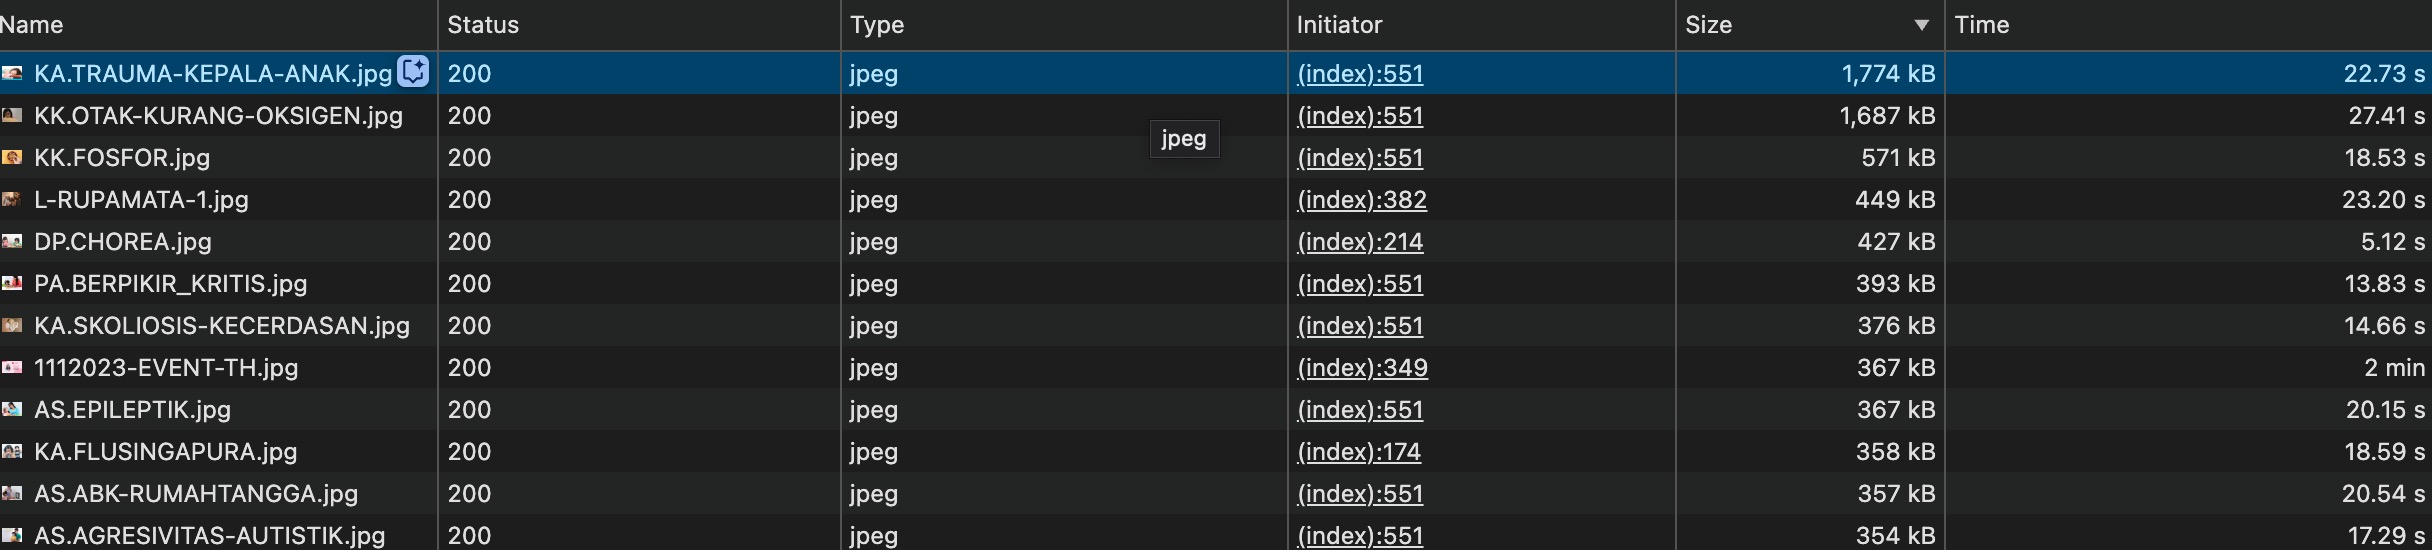 Name Status Type Initiator Size ▼ Time
KA.TRAUMA-KEPALA-ANAK.jpg 200 jpeg (index):551 1,774 kB 22.73 s
KK.OTAK-KURANG-OKSIGEN.jpg 200 jpeg (index):551 1,687 kB 27.41 s
jpeg
KK.FOSFOR.jpg 200 jpeg (index):551 571 kB 18.53 s
L-RUPAMATA-1.jpg 200 jpeg (index):382 449 kB 23.20 s
DP.CHOREA.jpg 200 jpeg (index):214 427 kB 5.12 s
PA.BERPIKIR_KRITIS.jpg 200 jpeg (index):551 393 kB 13.83 s
KA.SKOLIOSIS-KECERDASAN.jpg 200 jpeg (index):551 376 kB 14.66 s
1112023-EVENT-TH.jpg 200 jpeg (index):349 367 kB 2 min
AS.EPILEPTIK.jpg 200 jpeg (index):551 367 kB 20.15 s
KA.FLUSINGAPURA.jpg 200 jpeg (index):174 358 kB 18.59 s
AS.ABK-RUMAHTANGGA.jpg 200 jpeg (index):551 357 kB 20.54 s
AS.AGRESIVITAS-AUTISTIK.jpg 200 jpeg (index):551 354 kB 17.29 s